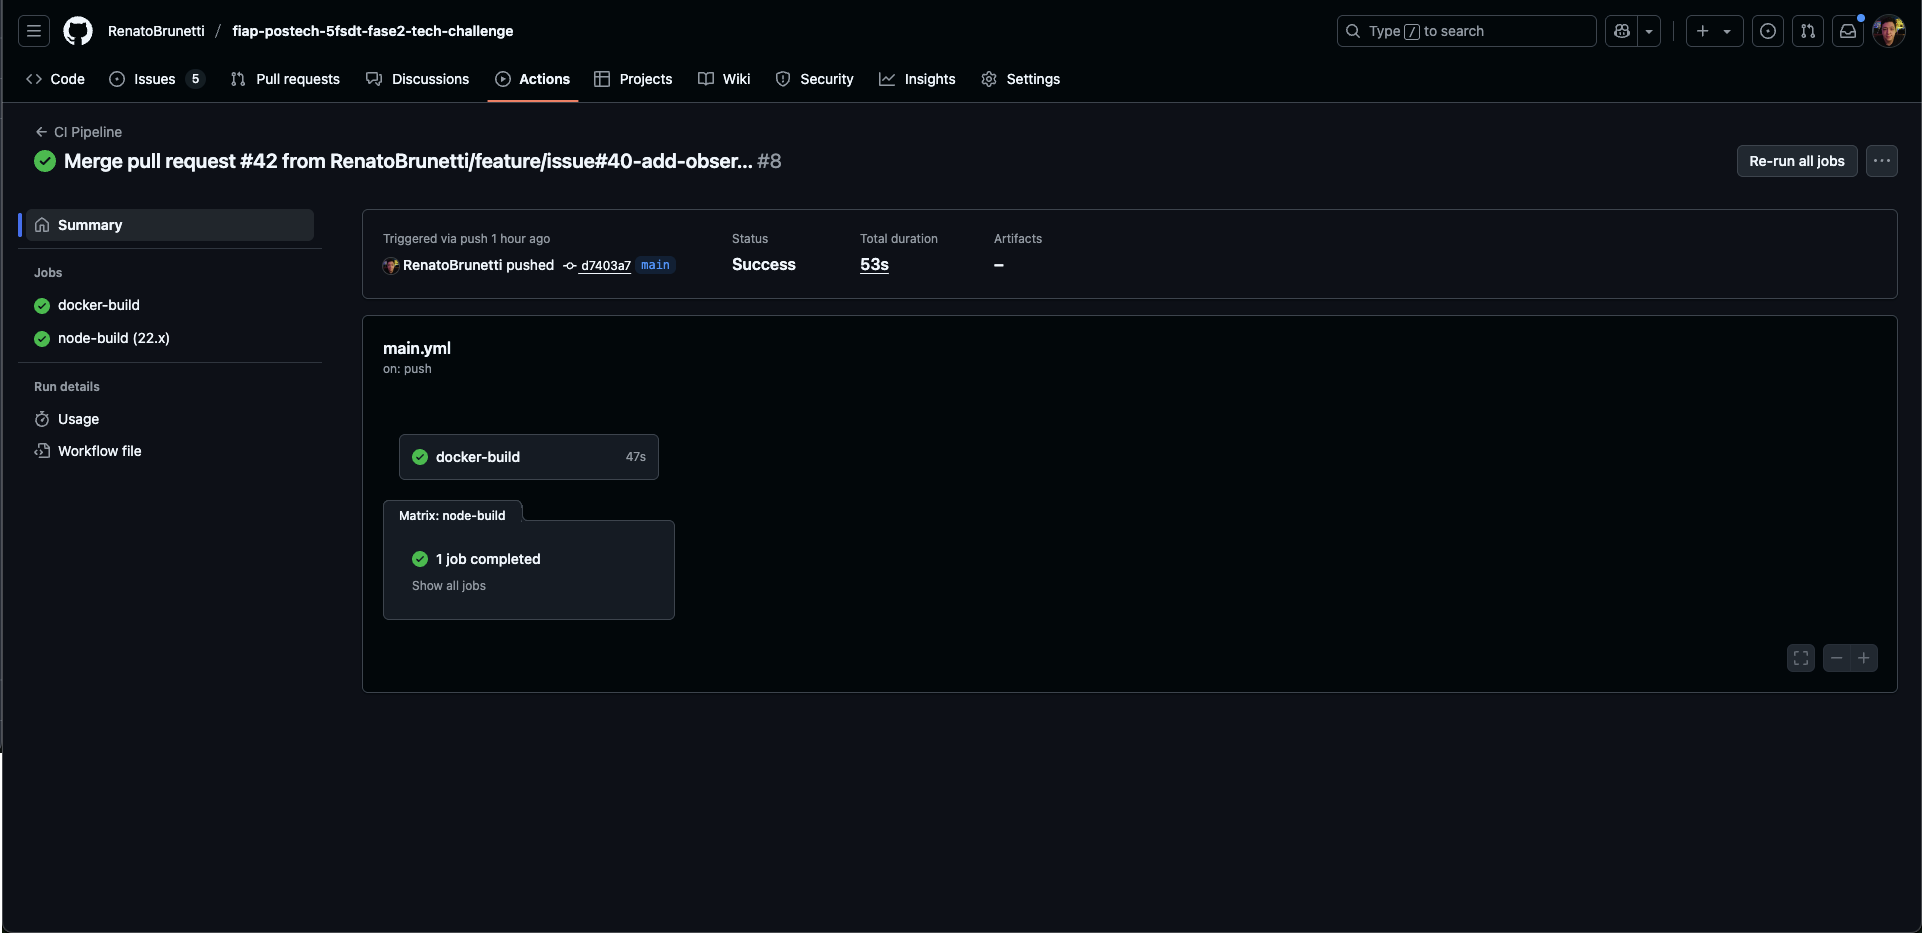 RenatoBrunetti / fiap-postech-5fsdt-fase2-tech-challenge
Type / to search
Code
Issues 5
Pull requests
Discussions
Actions
Projects
Wiki
Security
Insights
Settings
CI Pipeline
Merge pull request #42 from RenatoBrunetti/feature/issue#40-add-obser... #8
Re-run all jobs
Summary
Jobs
docker-build
node-build (22.x)
Run details
Usage
Workflow file
Triggered via push 1 hour ago
RenatoBrunetti pushed d7403a7 main
Status
Success
Total duration
53s
Artifacts
–
main.yml
on: push
docker-build 47s
Matrix: node-build
1 job completed
Show all jobs